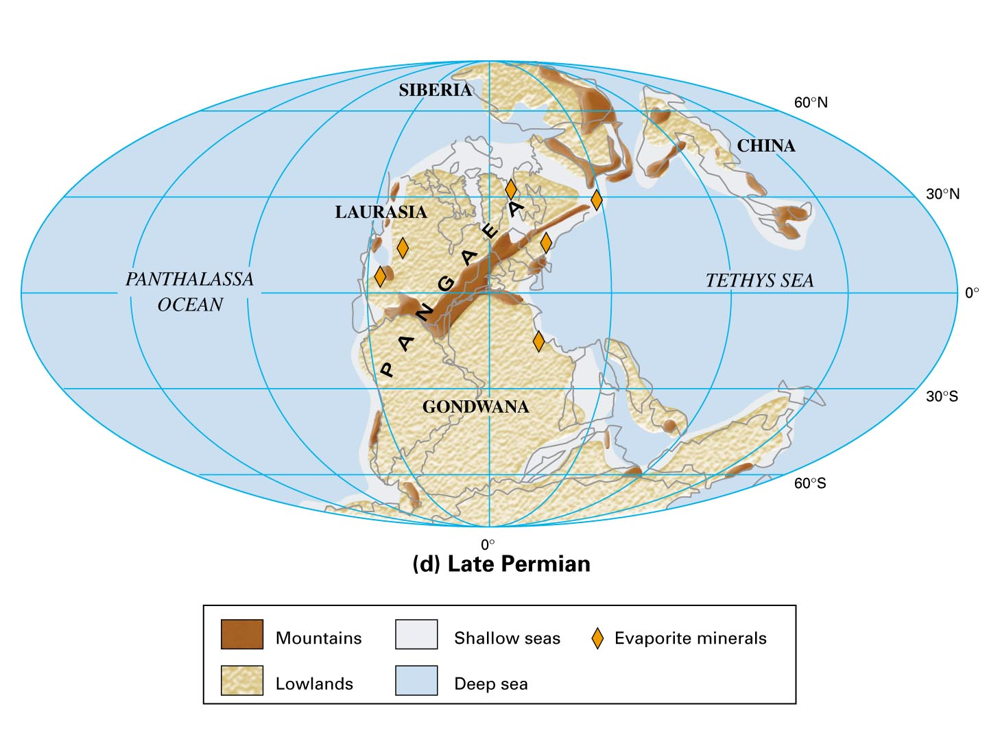 SIBERIA
60°N
CHINA
30°N
LAURASIA
PANTHALASSA
OCEAN
TETHYS SEA
0°
PANGAEA
30°S
GONDWANA
60°S
0°
(d) Late Permian
Mountains
Shallow seas
Evaporite minerals
Lowlands
Deep sea